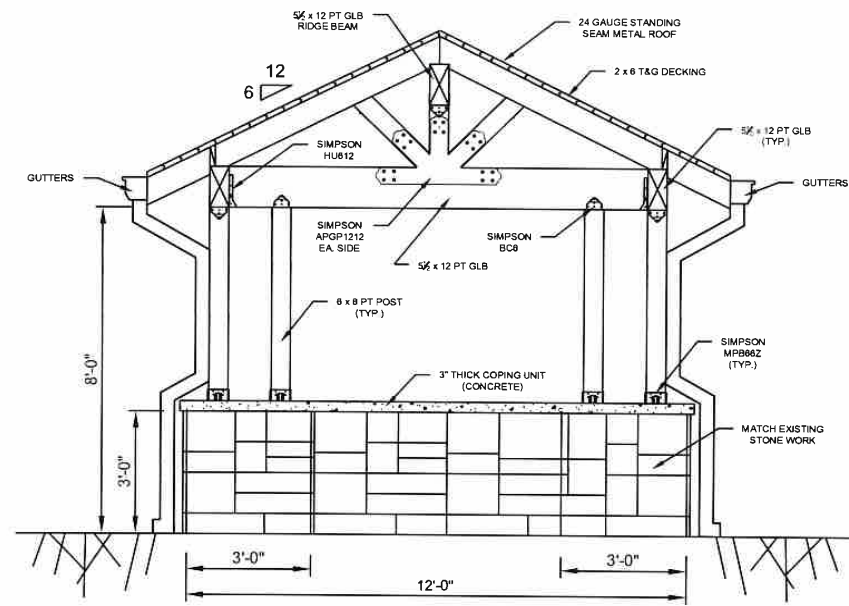 5½ x 12 PT GLB
RIDGE BEAM
24 GAUGE STANDING
SEAM METAL ROOF
12
6
2 x 6 T&G DECKING
SIMPSON
HU612
5½ x 12 PT GLB
(TYP.)
GUTTERS
GUTTERS
SIMPSON
APGP1212
EA. SIDE
SIMPSON
BC6
5½ x 12 PT GLB
6 x 6 PT POST
(TYP.)
SIMPSON
MPB66Z
(TYP.)
8'-0"
3" THICK COPING UNIT
(CONCRETE)
MATCH EXISTING
STONE WORK
3'-0"
3'-0"
3'-0"
12'-0"